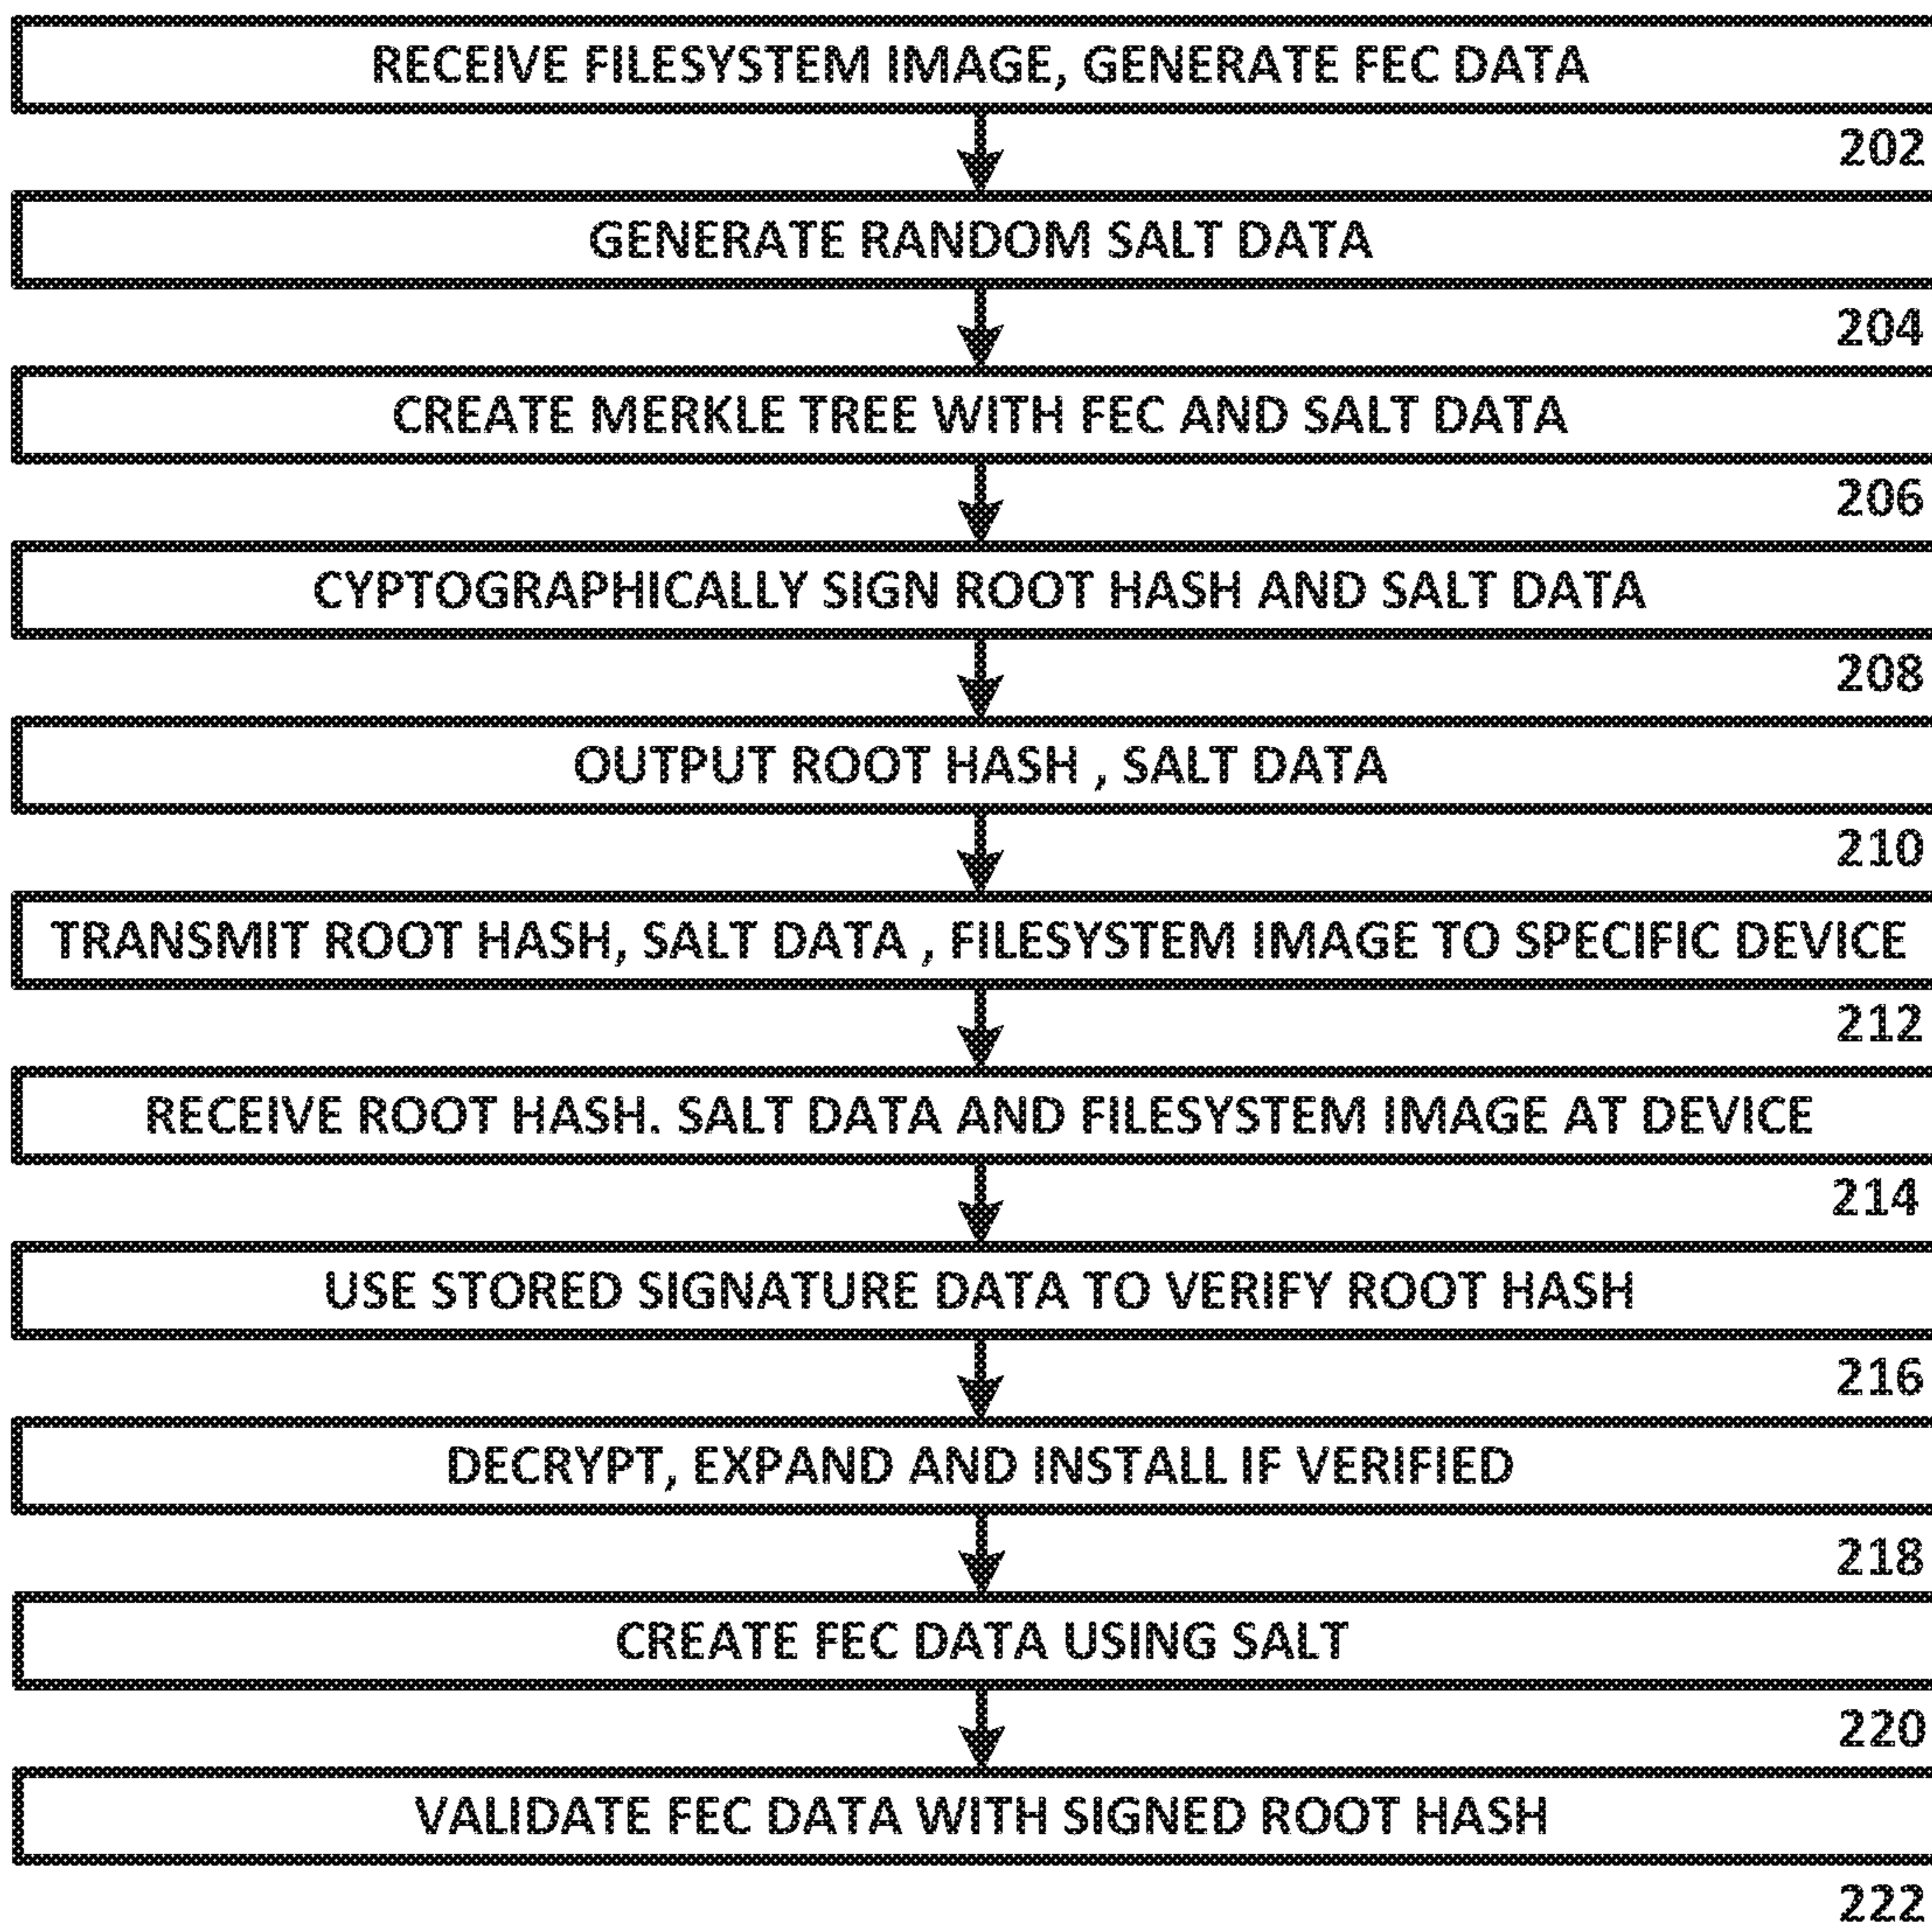 RECEIVE FILESYSTEM IMAGE, GENERATE FEC DATA
202
GENERATE RANDOM SALT DATA
204
CREATE MERKLE TREE WITH FEC AND SALT DATA
206
CYPTOGRAPHICALLY SIGN ROOT HASH AND SALT DATA
208
OUTPUT ROOT HASH , SALT DATA
210
TRANSMIT ROOT HASH, SALT DATA , FILESYSTEM IMAGE TO SPECIFIC DEVICE
212
RECEIVE ROOT HASH. SALT DATA AND FILESYSTEM IMAGE AT DEVICE
214
USE STORED SIGNATURE DATA TO VERIFY ROOT HASH
216
DECRYPT, EXPAND AND INSTALL IF VERIFIED
218
CREATE FEC DATA USING SALT
220
VALIDATE FEC DATA WITH SIGNED ROOT HASH
222